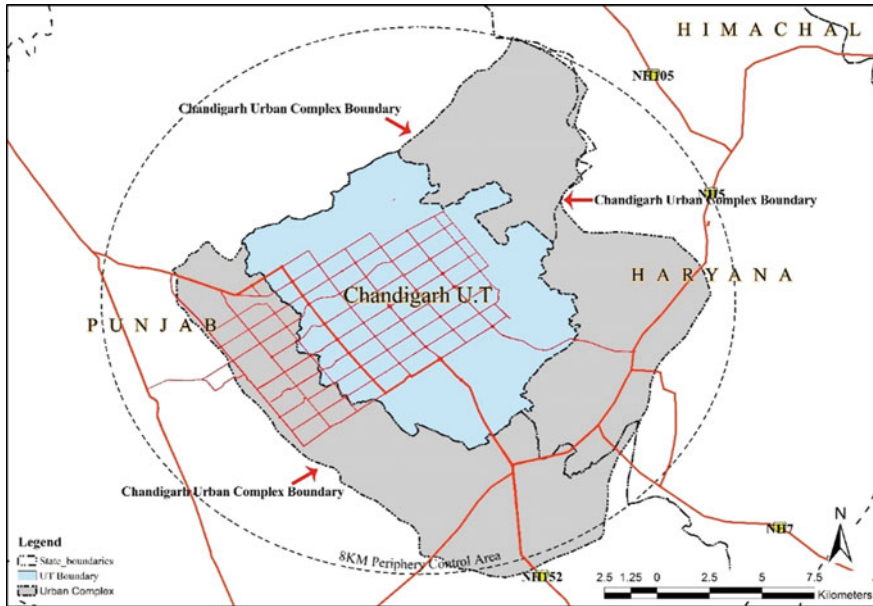 HIMACHAL
NH105
Chandigarh Urban Complex Boundary
NH5
Chandigarh Urban Complex Boundary
HARYANA
Chandigarh U.T
PUNJAB
Chandigarh Urban Complex Boundary
8KM Periphery Control Area
NH152
NH7
N
Legend
State_boundaries
UT Boundary
Urban Complex
2.5 1.25 0 2.5 5 7.5
Kilometers